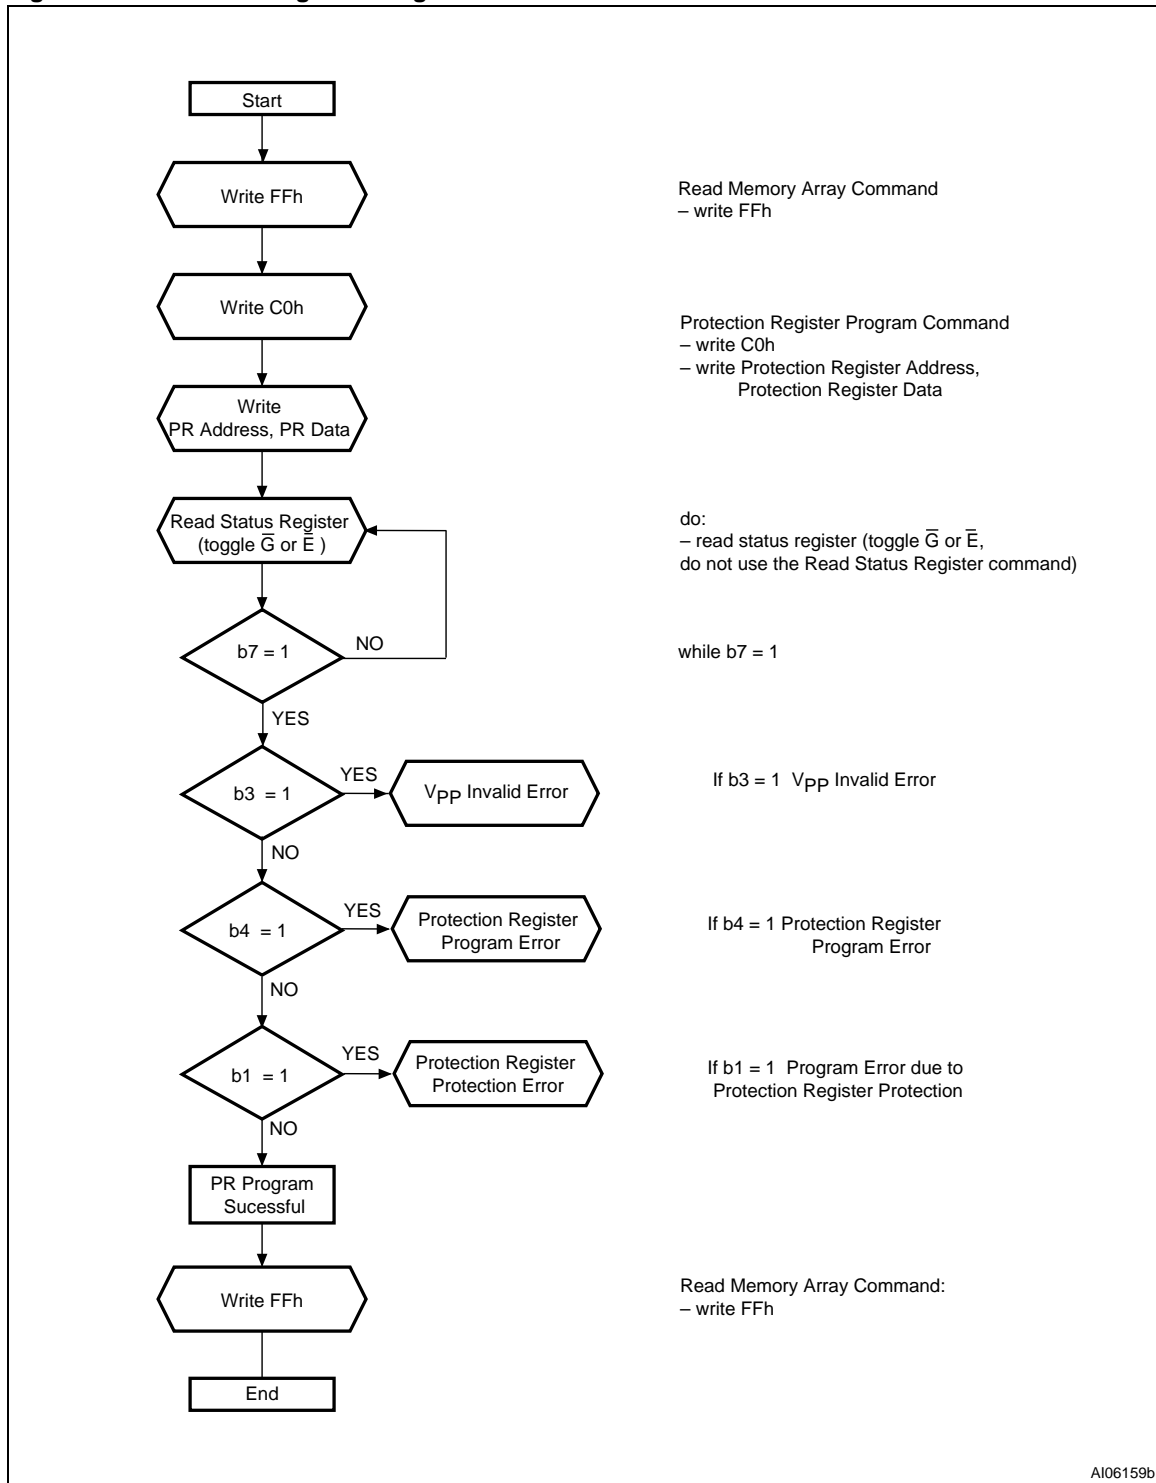 Start
Write FFh
Read Memory Array Command
– write FFh
Write C0h
Protection Register Program Command
– write C0h
– write Protection Register Address,
Protection Register Data
Write
PR Address, PR Data
Read Status Register
(toggle G̅ or E̅ )
do:
– read status register (toggle G̅ or E̅,
do not use the Read Status Register command)
b7 = 1
NO
while b7 = 1
YES
b3 = 1
YES
VPP Invalid Error
If b3 = 1 VPP Invalid Error
NO
b4 = 1
YES
Protection Register
Program Error
If b4 = 1 Protection Register
Program Error
NO
b1 = 1
YES
Protection Register
Protection Error
If b1 = 1 Program Error due to
Protection Register Protection
NO
PR Program
Sucessful
Write FFh
Read Memory Array Command:
– write FFh
End
AI06159b